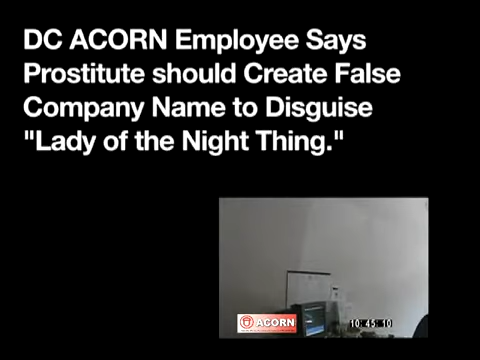 DC ACORN Employee Says
Prostitute should Create False
Company Name to Disguise
"Lady of the Night Thing."
ACORN
10:45:10